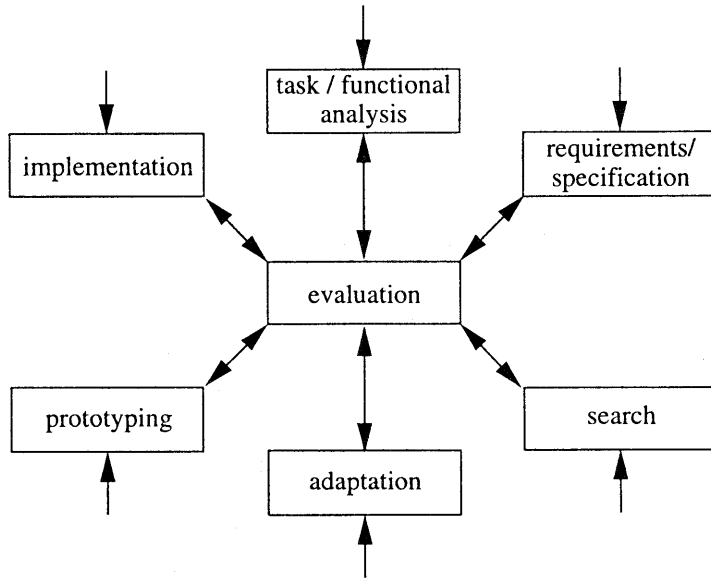 task / functional
analysis
implementation
requirements/
specification
evaluation
prototyping
search
adaptation